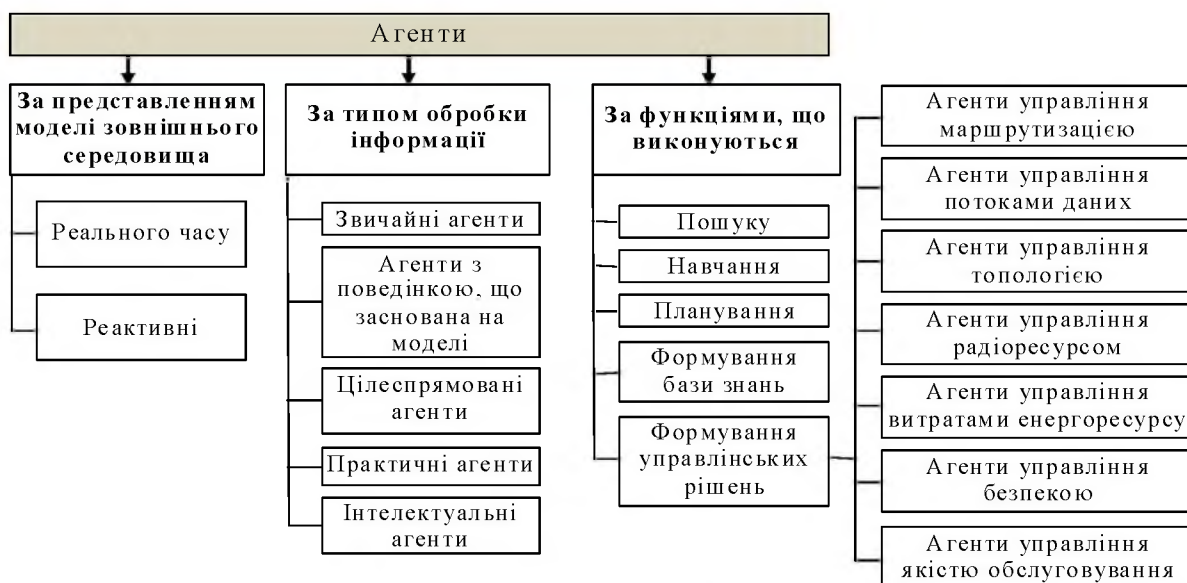 Агенти
За представленням
моделі зовнішнього
середовища
Реального часу
Реактивні
За типом обробки
інформації
Звичайні агенти
Агенти з
поведінкою, що
заснована на
моделі
Цілеспрямовані
агенти
Практичні агенти
Інтелектуальні
агенти
За функціями, що
виконуються
Пошуку
Навчання
Планування
Формування
бази знань
Формування
управлінських
рішень
Агенти управління
маршрутизацією
Агенти управління
потоками даних
Агенти управління
топологією
Агенти управління
радіоресурсом
Агенти управління
витратами енергоресурсу
Агенти управління
безпекою
Агенти управління
якістю обслуговування